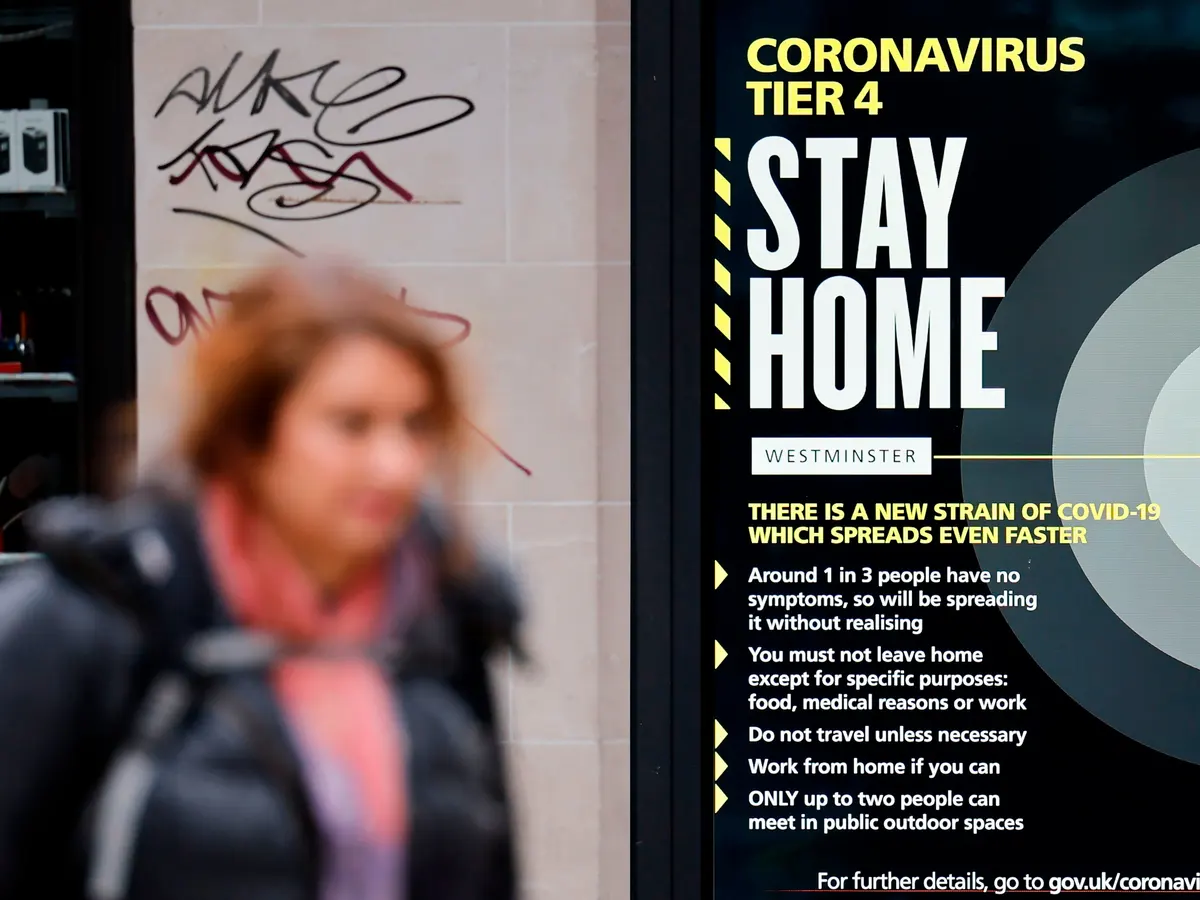 CORONAVIRUS
TIER 4
STAY
HOME
WESTMINSTER
THERE IS A NEW STRAIN OF COVID-19
WHICH SPREADS EVEN FASTER
Around 1 in 3 people have no
symptoms, so will be spreading
it without realising
You must not leave home
except for specific purposes:
food, medical reasons or work
Do not travel unless necessary
Work from home if you can
ONLY up to two people can
meet in public outdoor spaces
For further details, go to gov.uk/coronavi